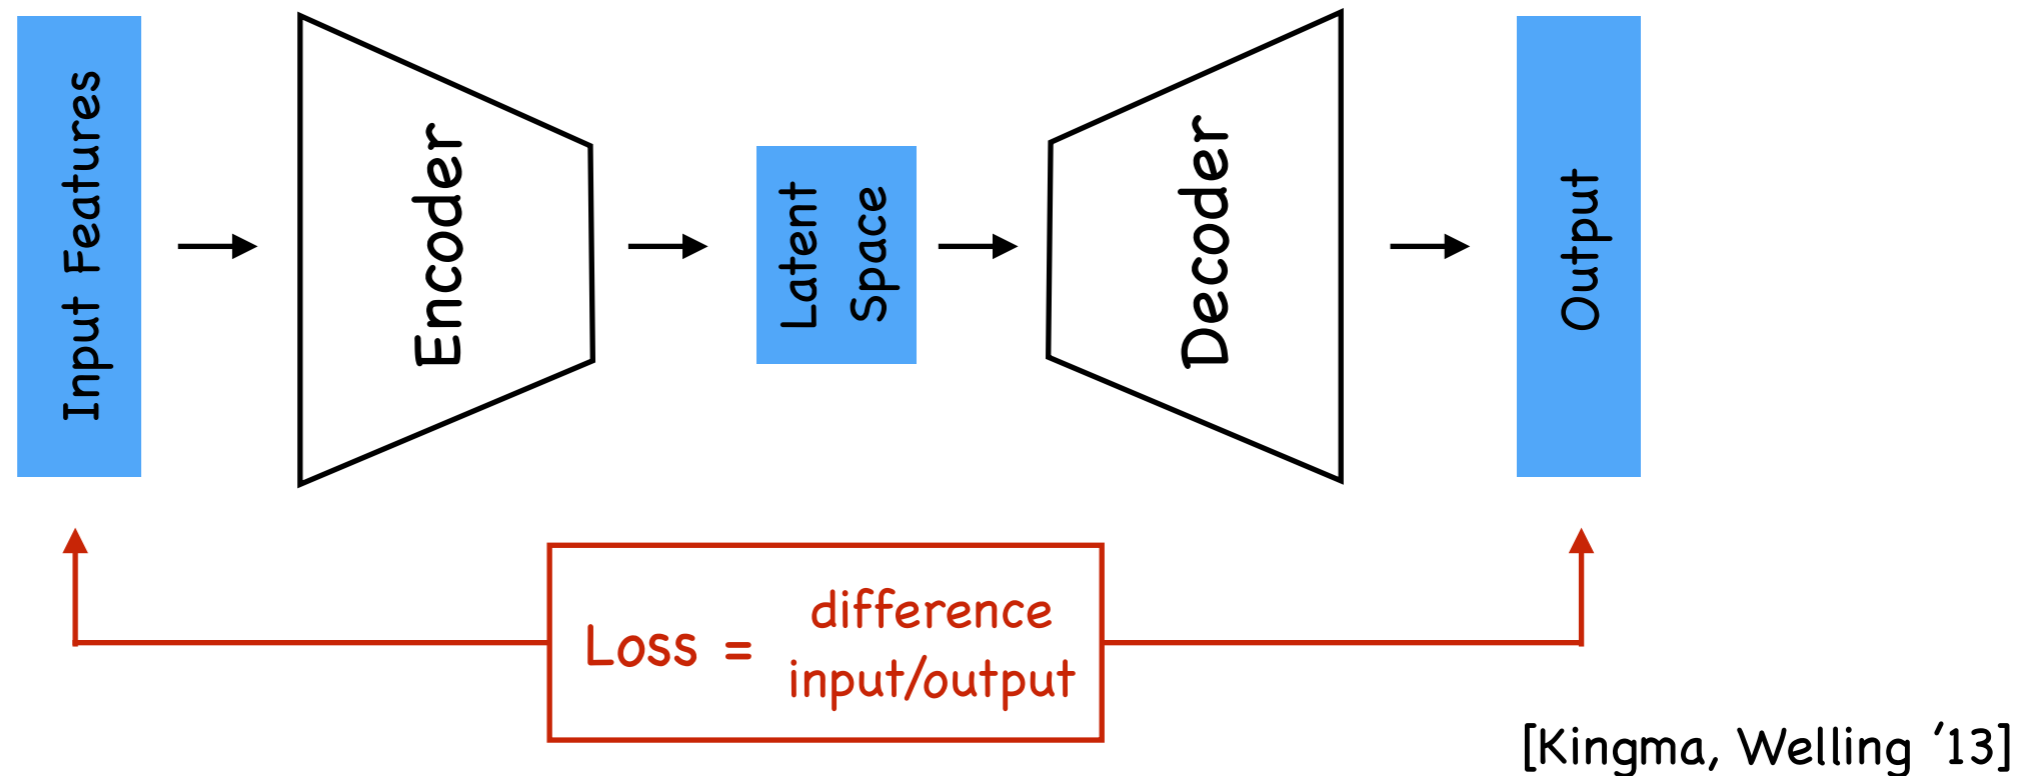 Input Features
Encoder
Latent
Space
Decoder
Output
Loss =
difference
input/output
[Kingma, Welling '13]